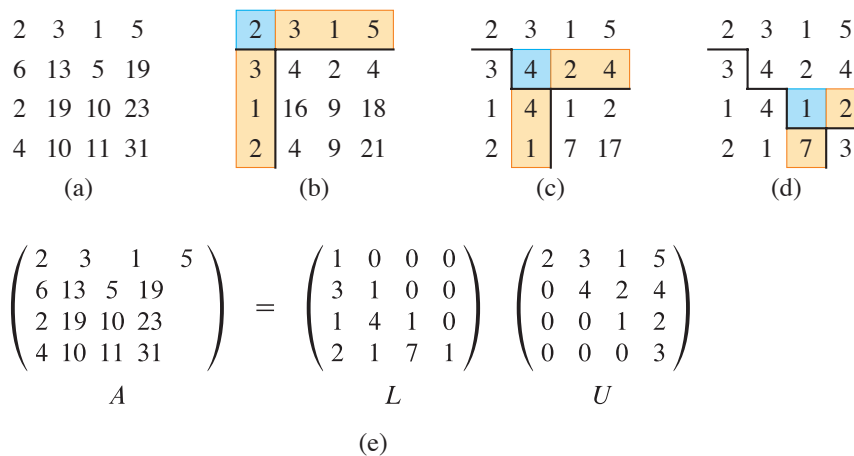 2 3 1 5
6 13 5 19
2 19 10 23
4 10 11 31
(a)
2 3 1 5
3 4 2 4
1 16 9 18
2 4 9 21
(b)
2 3 1 5
3 4 2 4
1 4 1 2
2 1 7 17
(c)
2 3 1 5
3 4 2 4
1 4 1 2
2 1 7 3
(d)
( 2 3 1 5 ) ( 1 0 0 0 ) ( 2 3 1 5 )
( 6 13 5 19 ) = ( 3 1 0 0 ) ( 0 4 2 4 )
( 2 19 10 23 ) ( 1 4 1 0 ) ( 0 0 1 2 )
( 4 10 11 31 ) ( 2 1 7 1 ) ( 0 0 0 3 )
A L U
(e)